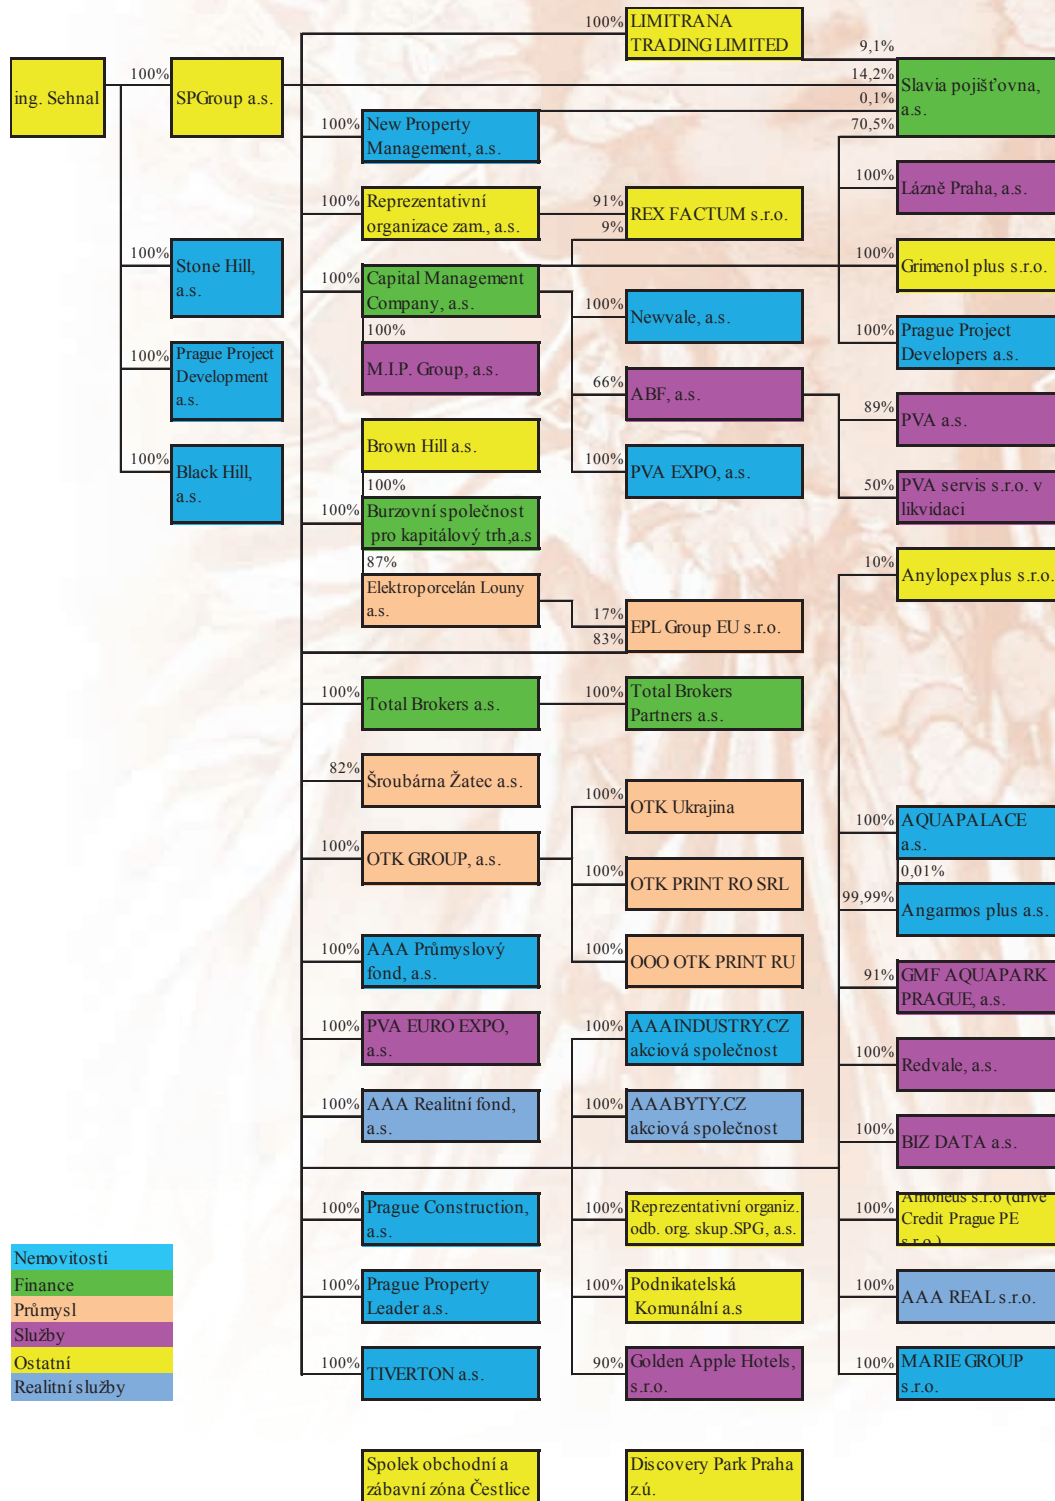 100% LIMITRANA
TRADING LIMITED
9,1%
ing. Sehnal
100%
SPGroup a.s.
14,2%
0,1%
70,5%
Slavia pojišťovna,
a.s.
100% New Property
Management, a.s.
100%
Lázně Praha, a.s.
100% Reprezentativní
organizace zam., a.s.
91%
9%
REX FACTUM s.r.o.
100%
Stone Hill,
a.s.
100% Capital Management
Company, a.s.
100%
Grimenol plus s.r.o.
100%
Newvale, a.s.
100% Prague Project
Developers a.s.
100% Prague Project
Development
a.s.
100%
M.I.P. Group, a.s.
66%
ABF, a.s.
89%
PVA a.s.
Brown Hill a.s.
100%
Black Hill,
a.s.
100%
PVA EXPO, a.s.
50% PVA servis s.r.o. v
likvidaci
100%
100% Burzovní společnost
pro kapitálový trh,a.s
87%
10%
Anylopex plus s.r.o.
Elektroporcelán Louny
a.s.
17%
83%
EPL Group EU s.r.o.
100%
Total Brokers a.s.
100% Total Brokers
Partners a.s.
82%
Šroubárna Žatec a.s.
100%
OTK Ukrajina
100% AQUAPALACE
a.s.
100%
OTK GROUP, a.s.
0,01%
100%
OTK PRINT RO SRL
99,99%
Angarmos plus a.s.
100% AAA Průmyslový
fond, a.s.
100%
OOO OTK PRINT RU
91% GMF AQUAPARK
PRAGUE, a.s.
100% PVA EURO EXPO,
a.s.
100% AAAINDUSTRY.CZ
akciová společnost
100%
Redvale, a.s.
100% AAA Realitní fond,
a.s.
100% AAABYTY.CZ
akciová společnost
100%
BIZ DATA a.s.
100% Prague Construction,
a.s.
100% Reprezentativní organiz.
odb. org. skup.SPG, a.s.
100% Amoneus s.r.o (dříve
Credit Prague PE
s.r.o.)
100% Prague Property
Leader a.s.
100% Podnikatelská
Komunální a.s
100%
AAA REAL s.r.o.
100%
TIVERTON a.s.
90% Golden Apple Hotels,
s.r.o.
100% MARIE GROUP
s.r.o.
Nemovitosti
Finance
Průmysl
Služby
Ostatní
Realitní služby
Spolek obchodní a
zábavní zóna Čestlice
Discovery Park Praha
z.ú.